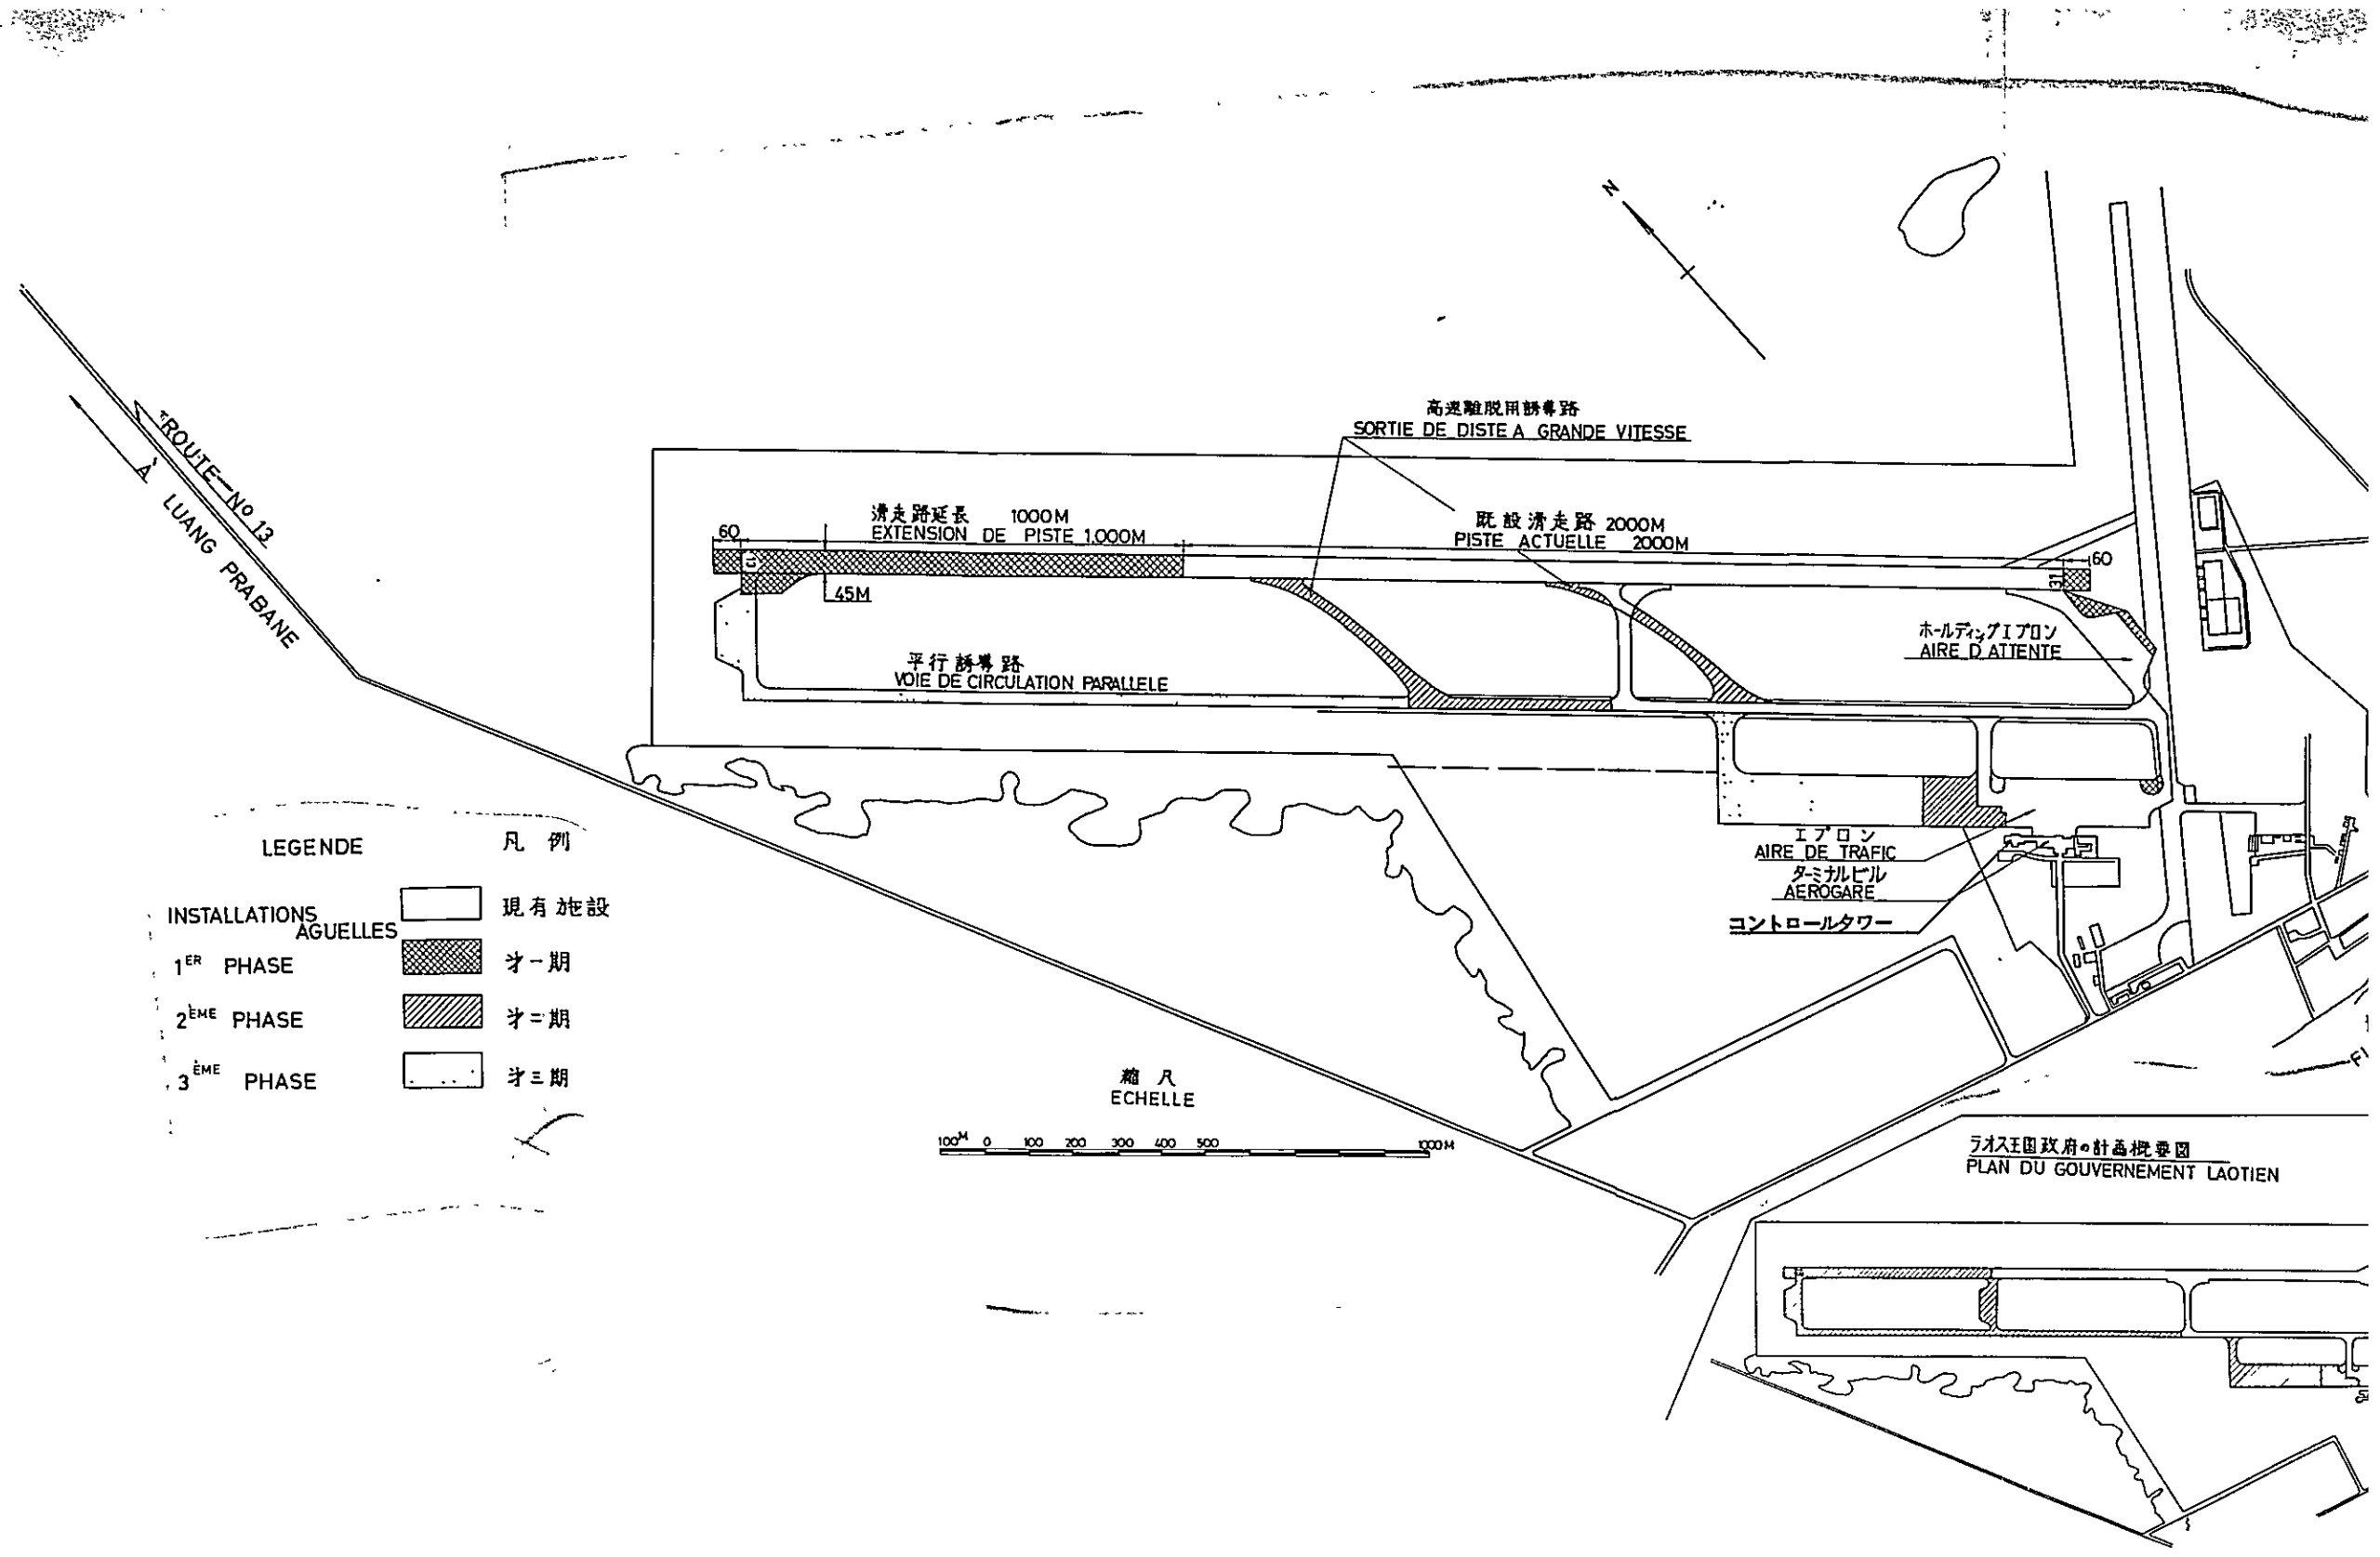 N
ROUTE No 13
À LUANG PRABANE
高速離脱用誘導路
SORTIE DE DISTE A GRANDE VITESSE
滑走路延長 1000M
EXTENSION DE PISTE 1.000M
既設滑走路 2000M
PISTE ACTUELLE 2000M
60
13
45M
31
60
ホールディングエプロン
AIRE D ATTENTE
平行誘導路
VOIE DE CIRCULATION PARALLELE
エプロン
AIRE DE TRAFIC
ターミナルビル
AEROGARE
コントロールタワー
LEGENDE 凡例
INSTALLATIONS
AGUELLES
現有施設
1ER PHASE 才一期
2ÈME PHASE 才二期
3ÈME PHASE 才三期
縮尺
ECHELLE
100M 0 100 200 300 400 500 1000M
ラオス王国政府の計画概要図
PLAN DU GOUVERNEMENT LAOTIEN